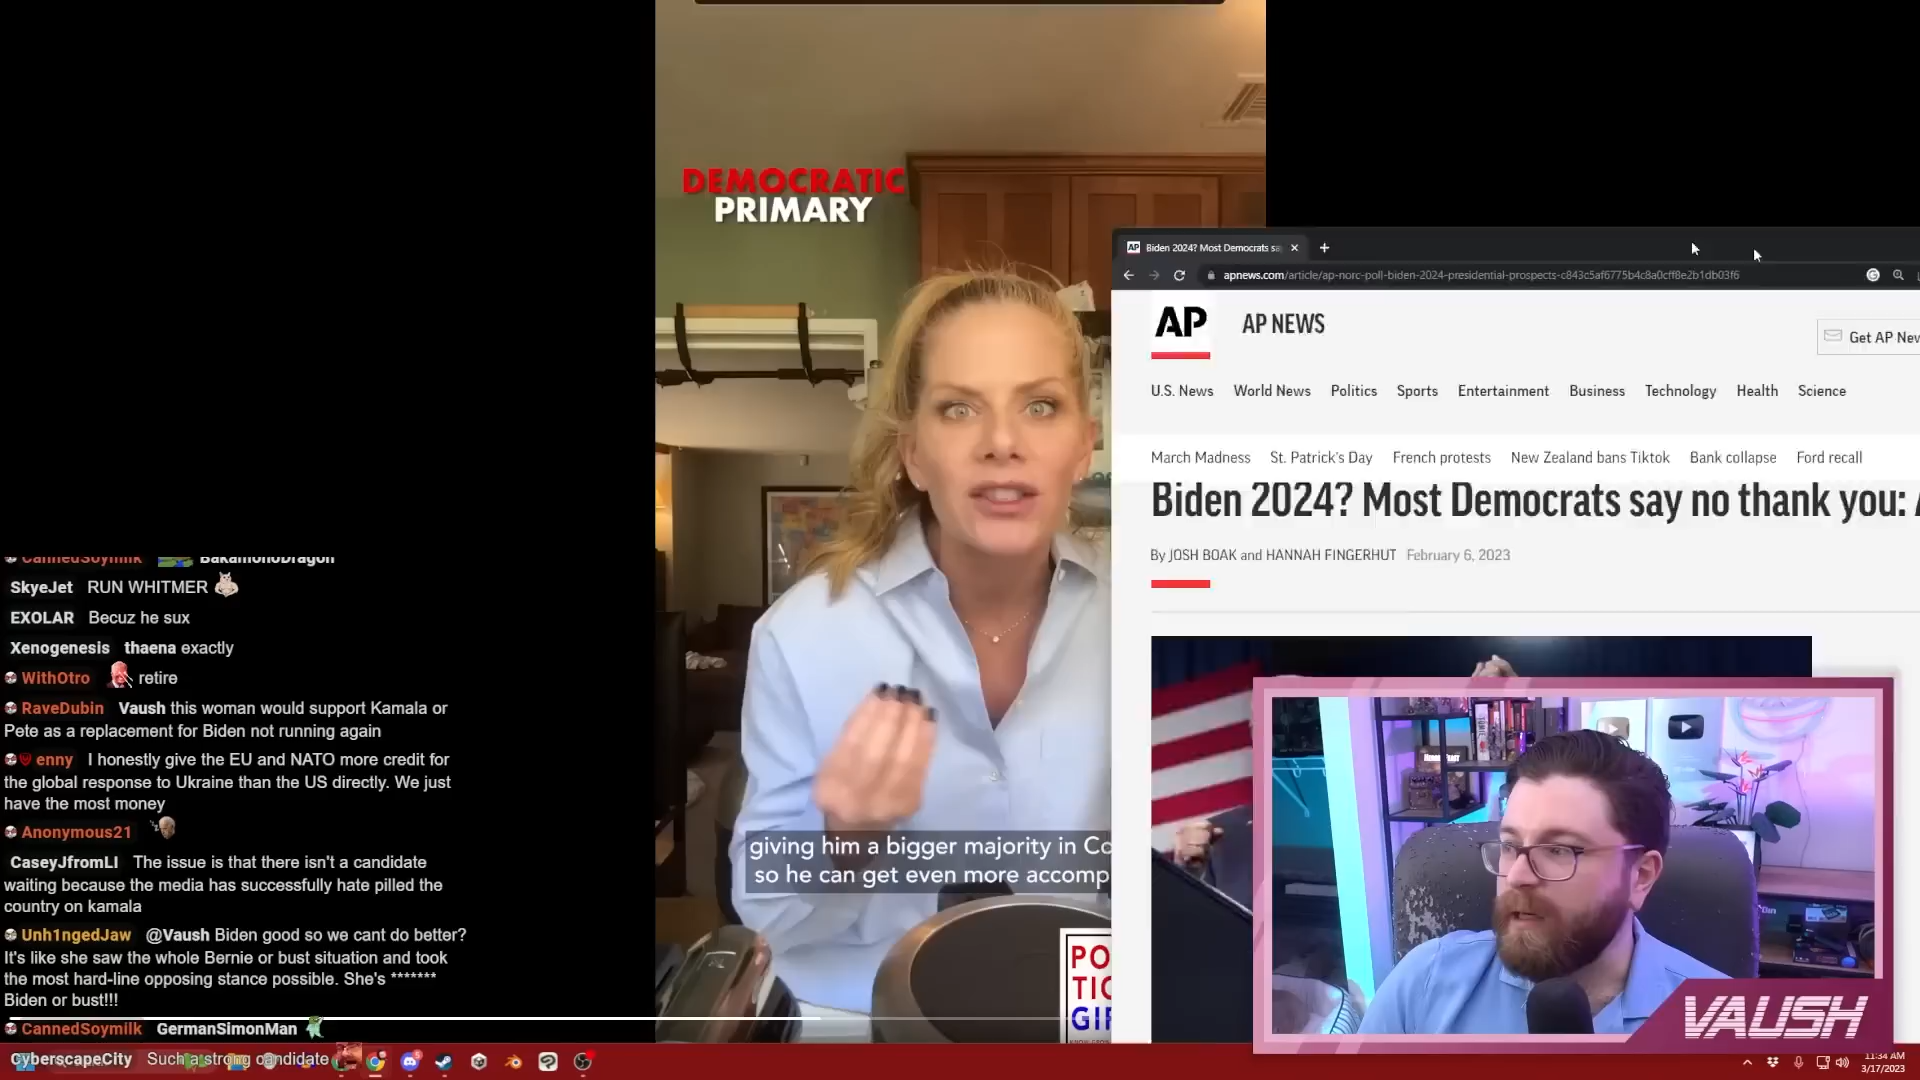 DEMOCRATIC
PRIMARY
giving him a bigger majority in Co
so he can get even more accomp
PO
TIC
GIF
AP Biden 2024? Most Democrats sa
apnews.com/article/ap-norc-poll-biden-2024-presidential-prospects-c843c5af6775b4c8a0cff8e2b1db03f6
AP AP NEWS
Get AP New
U.S. News World News Politics Sports Entertainment Business Technology Health Science
March Madness St. Patrick's Day French protests New Zealand bans Tiktok Bank collapse Ford recall
Biden 2024? Most Democrats say no thank you:
By JOSH BOAK and HANNAH FINGERHUT February 6, 2023
CannedSoymilk BakamonoDragon
SkyeJet RUN WHITMER
EXOLAR Becuz he sux
Xenogenesis thaena exactly
WithOtro retire
RaveDubin Vaush this woman would support Kamala or
Pete as a replacement for Biden not running again
enny I honestly give the EU and NATO more credit for
the global response to Ukraine than the US directly. We just
have the most money
Anonymous21
CaseyJfromLI The issue is that there isn't a candidate
waiting because the media has successfully hate pilled the
country on kamala
Unh1ngedJaw @Vaush Biden good so we cant do better?
It's like she saw the whole Bernie or bust situation and took
the most hard-line opposing stance possible. She's *******
Biden or bust!!!
CannedSoymilk GermanSimonMan
CyberscapeCity Such a strong candidate
VAUSH
11:34 AM
3/17/2023